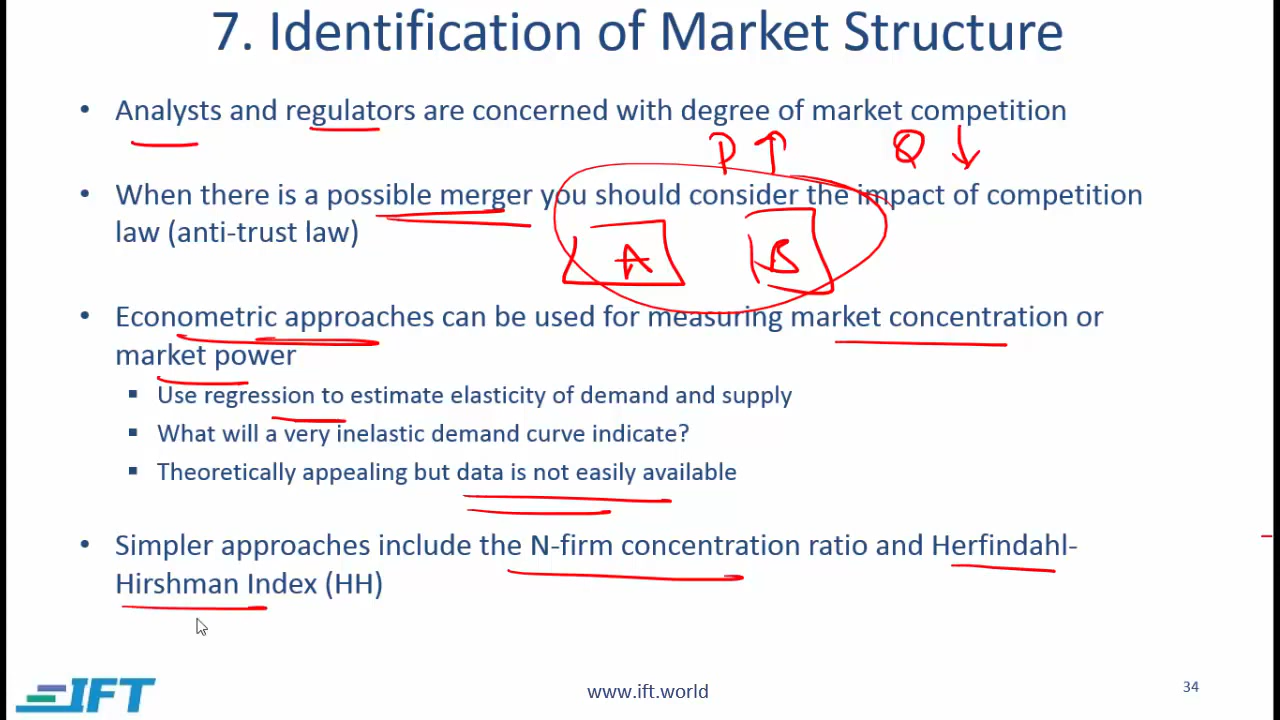 7. Identification of Market Structure
• Analysts and regulators are concerned with degree of market competition
P ↑ Q ↓
• When there is a possible merger you should consider the impact of competition
law (anti-trust law)
A B
• Econometric approaches can be used for measuring market concentration or
market power
▪ Use regression to estimate elasticity of demand and supply
▪ What will a very inelastic demand curve indicate?
▪ Theoretically appealing but data is not easily available
• Simpler approaches include the N-firm concentration ratio and Herfindahl-
Hirshman Index (HH)
IFT
www.ift.world
34